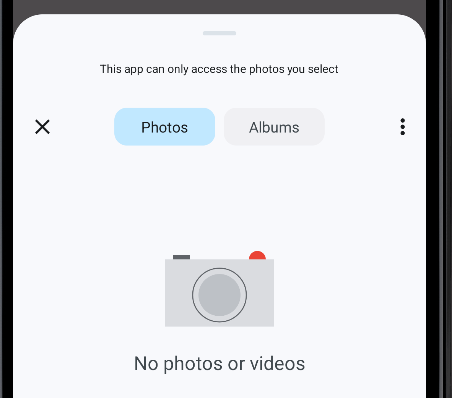 This app can only access the photos you select
Photos
Albums
No photos or videos